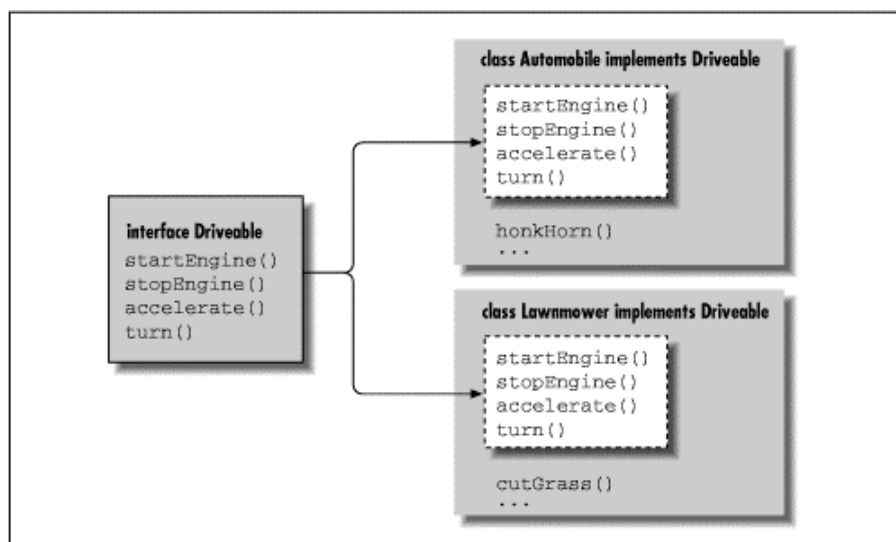 interface Driveable
startEngine()
stopEngine()
accelerate()
turn()
class Automobile implements Driveable
startEngine()
stopEngine()
accelerate()
turn()
honkHorn()
...
class Lawnmower implements Driveable
startEngine()
stopEngine()
accelerate()
turn()
cutGrass()
...